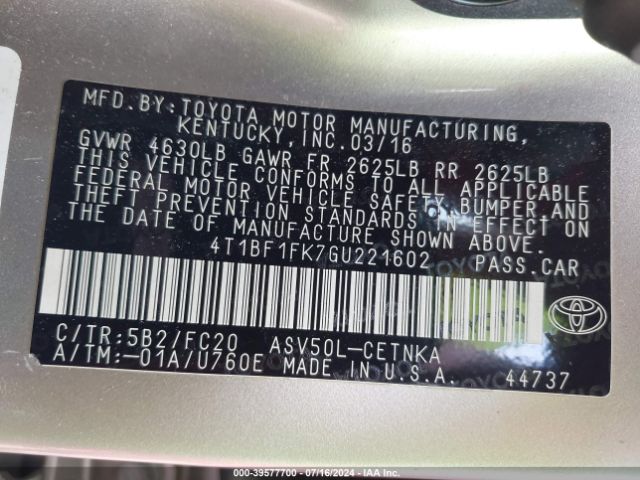 MFD.BY:TOYOTA MOTOR MANUFACTURING,
KENTUCKY,INC.03/16
GVWR 4630LB GAWR FR 2625LB RR 2625LB
THIS VEHICLE CONFORMS TO ALL APPLICABLE
FEDERAL MOTOR VEHICLE SAFETY,BUMPER,AND
THEFT PREVENTION STANDARDS IN EFFECT ON
THE DATE OF MANUFACTURE SHOWN ABOVE.
4T1BF1FK7GU221602 PASS.CAR
C/TR:5B2/FC20 ASV50L-CETNKA
A/TM:-01A/U760E MADE IN U.S.A. 44737
000-39577700 - 07/16/2024 - IAA Inc.